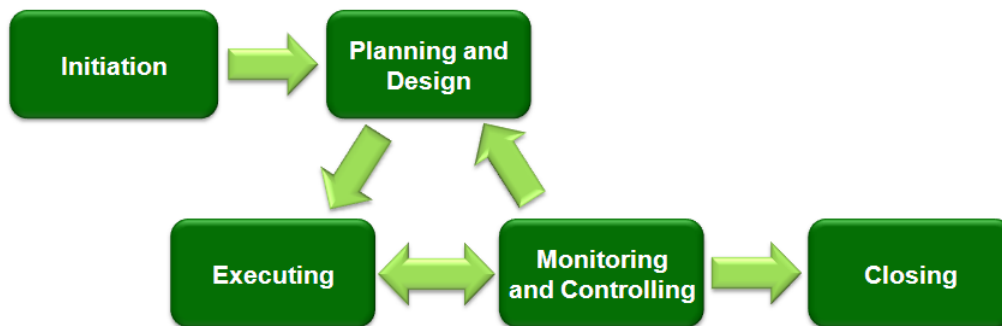 Initiation
Planning and
Design
Executing
Monitoring
and Controlling
Closing